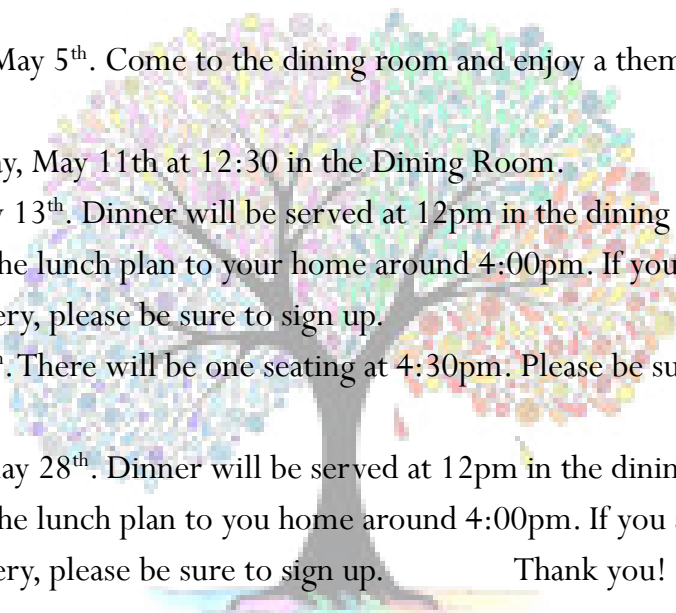 May 5th. Come to the dining room and enjoy a them
ay, May 11th at 12:30 in the Dining Room.
y 13th. Dinner will be served at 12pm in the dining
he lunch plan to your home around 4:00pm. If you
ery, please be sure to sign up.
h. There will be one seating at 4:30pm. Please be su
ay 28th. Dinner will be served at 12pm in the dinin
he lunch plan to you home around 4:00pm. If you a
ery, please be sure to sign up. Thank you!